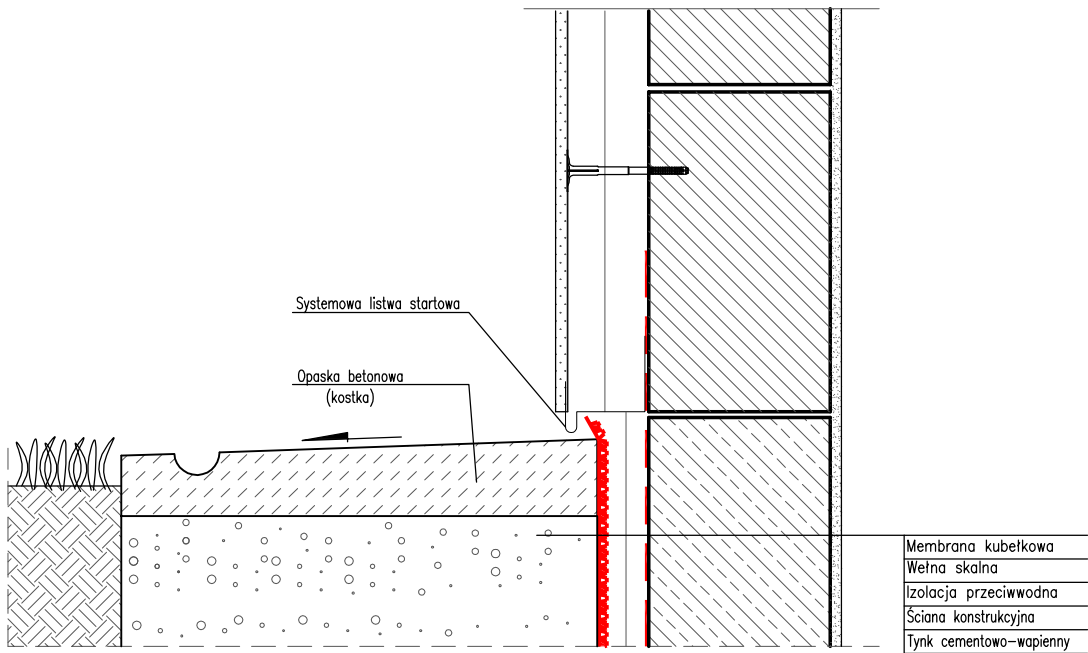 Systemowa listwa startowa
Opaska betonowa
(kostka)
Membrana kubełkowa
Wełna skalna
Izolacja przeciwwodna
Ściana konstrukcyjna
Tynk cementowo-wapienny